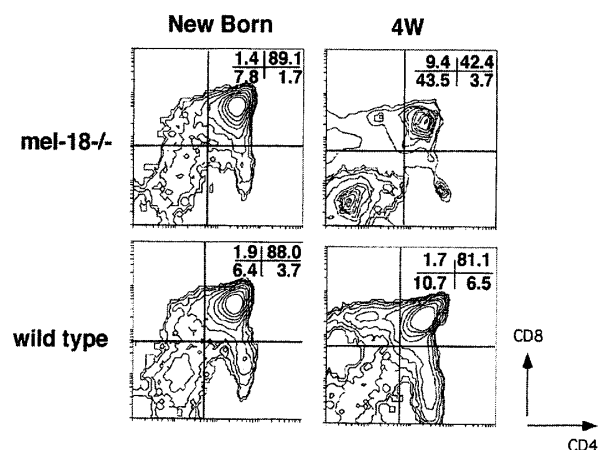 New Born 4W
mel-18-/-
1.4 89.1
7.8 1.7
9.4 42.4
43.5 3.7
wild type
1.9 88.0
6.4 3.7
1.7 81.1
10.7 6.5
CD8
CD4